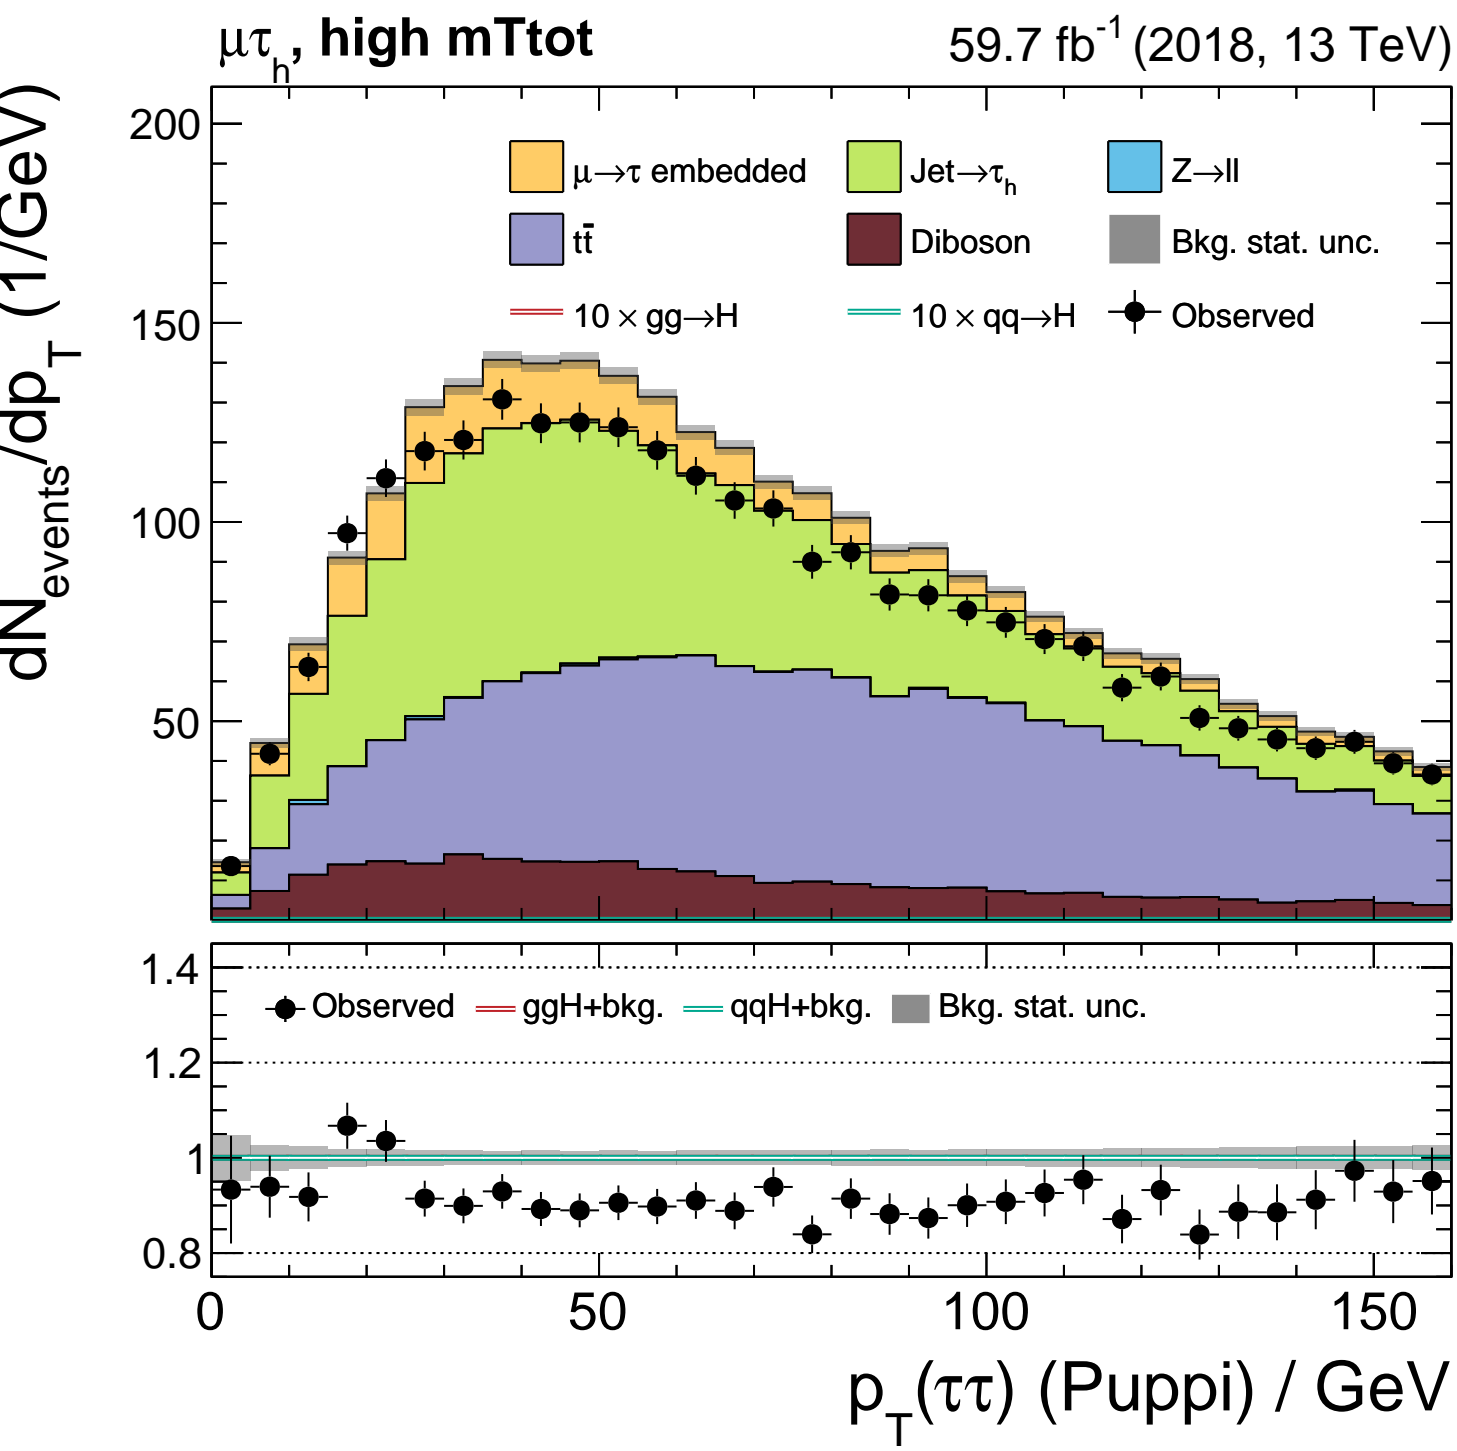 μτh, high mTtot 59.7 fb-1 (2018, 13 TeV)
dNevents/dpT (1/GeV)
200
150
100
50
μ→τ embedded Jet→τh Z→ll
tt̄ Diboson Bkg. stat. unc.
10 × gg→H 10 × qq→H Observed
1.4
1.2
1
0.8
Observed ggH+bkg. qqH+bkg. Bkg. stat. unc.
0 50 100 150
pT(ττ) (Puppi) / GeV